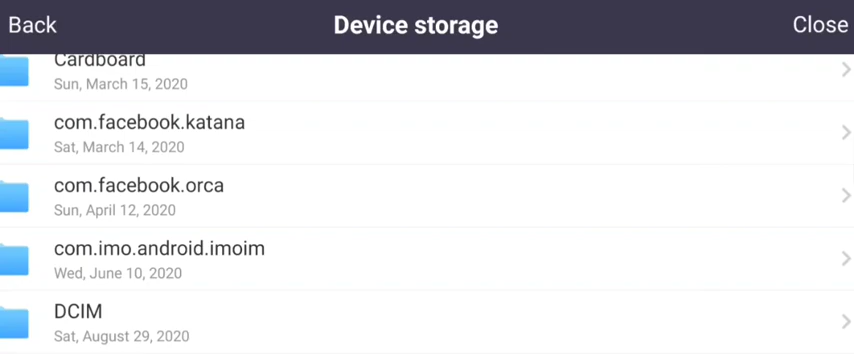 Back
Device storage
Close
Cardboard
Sun, March 15, 2020
com.facebook.katana
Sat, March 14, 2020
com.facebook.orca
Sun, April 12, 2020
com.imo.android.imoim
Wed, June 10, 2020
DCIM
Sat, August 29, 2020